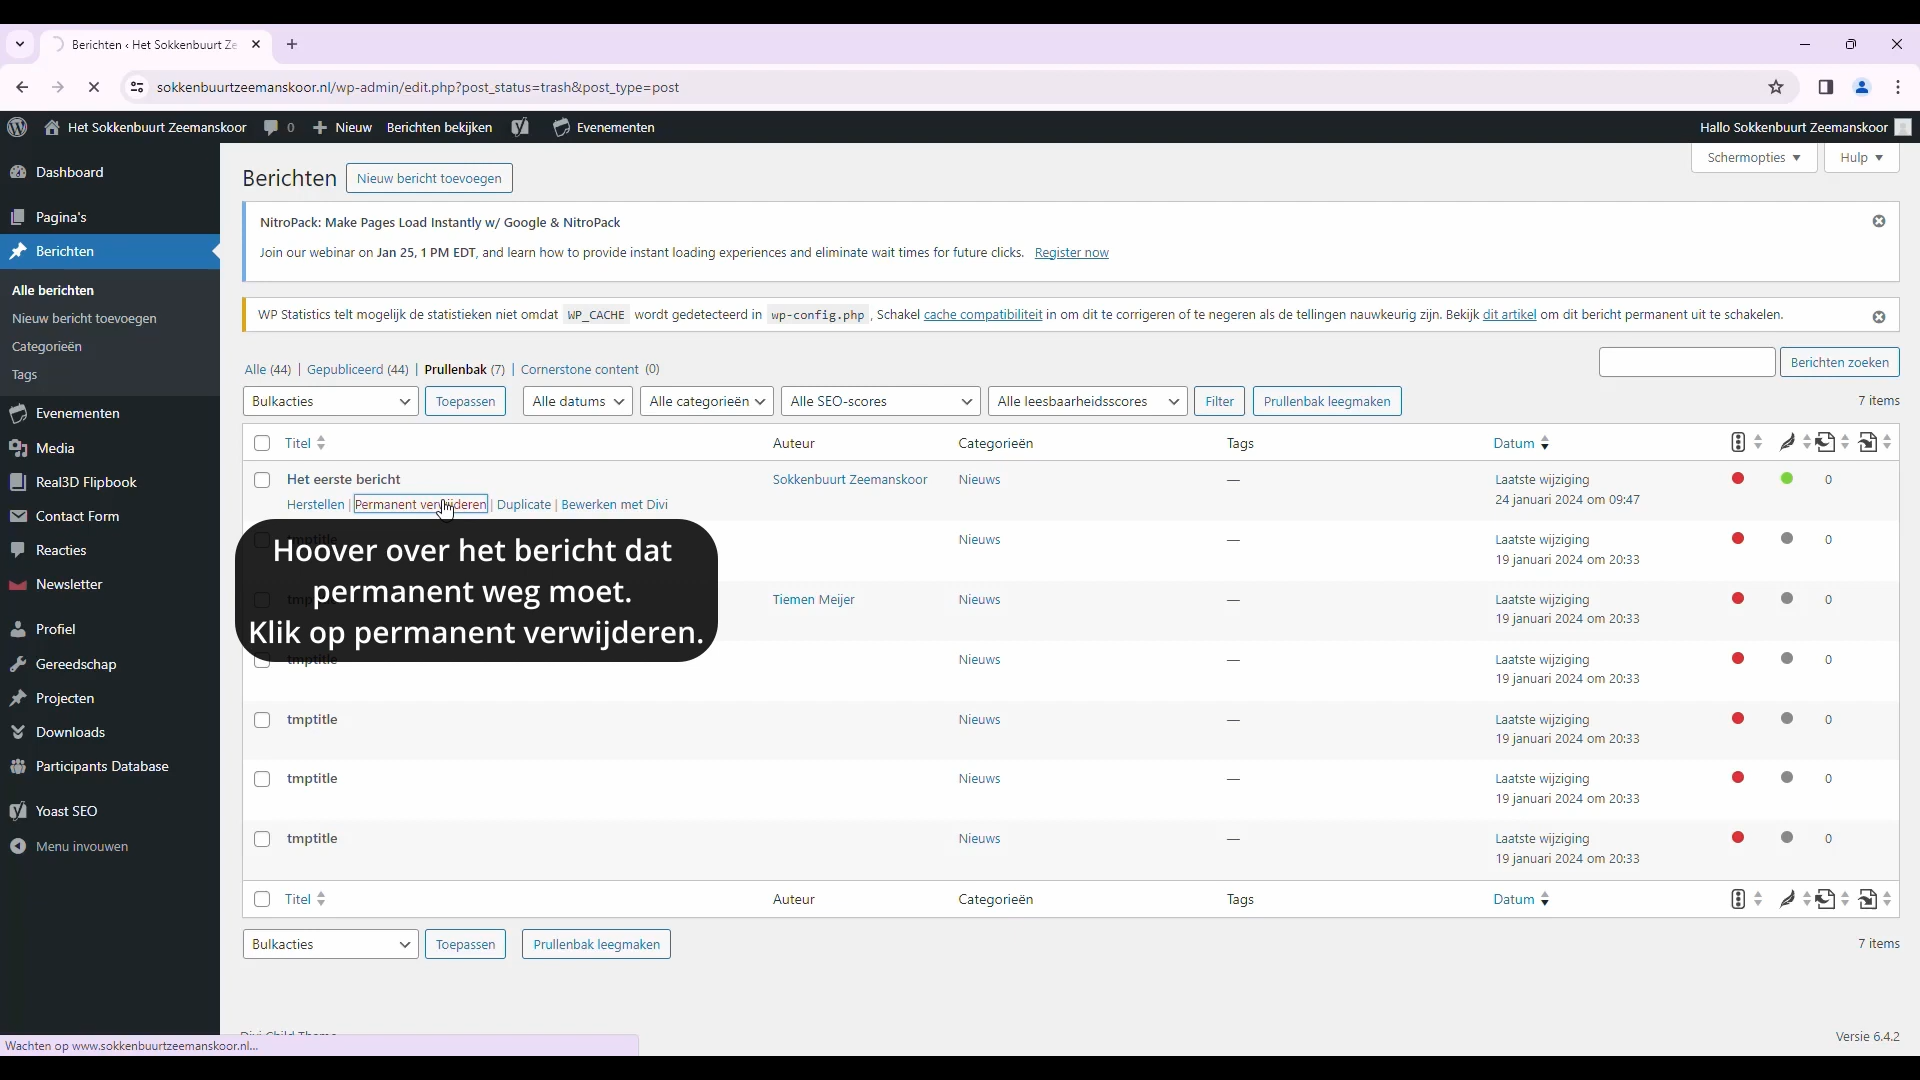 Berichten ‹ Het Sokkenbuurt Ze
sokkenbuurtzeemanskoor.nl/wp-admin/edit.php?post_status=trash&post_type=post
Het Sokkenbuurt Zeemanskoor 0 Nieuw Berichten bekijken Evenementen Hallo Sokkenbuurt Zeemanskoor
Schermopties Hulp
Dashboard
Pagina's
Berichten
Alle berichten
Nieuw bericht toevoegen
Categorieën
Tags
Evenementen
Media
Real3D Flipbook
Contact Form
Reacties
Newsletter
Profiel
Gereedschap
Projecten
Downloads
Participants Database
Yoast SEO
Menu invouwen
Berichten Nieuw bericht toevoegen
NitroPack: Make Pages Load Instantly w/ Google & NitroPack
Join our webinar on Jan 25, 1 PM EDT, and learn how to provide instant loading experiences and eliminate wait times for future clicks. Register now
WP Statistics telt mogelijk de statistieken niet omdat WP_CACHE wordt gedetecteerd in wp-config.php , Schakel cache compatibiliteit in om dit te corrigeren of te negeren als de tellingen nauwkeurig zijn. Bekijk dit artikel om dit bericht permanent uit te schakelen.
Alle (44) | Gepubliceerd (44) | Prullenbak (7) | Cornerstone content (0)
Berichten zoeken
Bulkacties Toepassen Alle datums Alle categorieën Alle SEO-scores Alle leesbaarheidsscores Filter Prullenbak leegmaken 7 items
Titel Auteur Categorieën Tags Datum
Het eerste bericht Sokkenbuurt Zeemanskoor Nieuws — Laatste wijziging 0
24 januari 2024 om 09:47
Herstellen | Permanent verwijderen | Duplicate | Bewerken met Divi
Hoover over het bericht dat
permanent weg moet.
Klik op permanent verwijderen.
tmptitle Nieuws — Laatste wijziging 0
19 januari 2024 om 20:33
Tiemen Meijer Nieuws — Laatste wijziging 0
19 januari 2024 om 20:33
tmptitle Nieuws — Laatste wijziging 0
19 januari 2024 om 20:33
tmptitle Nieuws — Laatste wijziging 0
19 januari 2024 om 20:33
tmptitle Nieuws — Laatste wijziging 0
19 januari 2024 om 20:33
tmptitle Nieuws — Laatste wijziging 0
19 januari 2024 om 20:33
Titel Auteur Categorieën Tags Datum
Bulkacties Toepassen Prullenbak leegmaken 7 items
Divi Child Theme
Versie 6.4.2
Wachten op www.sokkenbuurtzeemanskoor.nl...